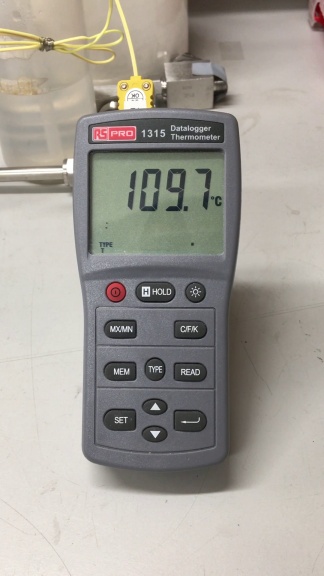 RS PRO 1315 Datalogger
Thermometer
109.7°C
TYPE
T
H HOLD
MX/MN C/F/K
MEM TYPE READ
SET